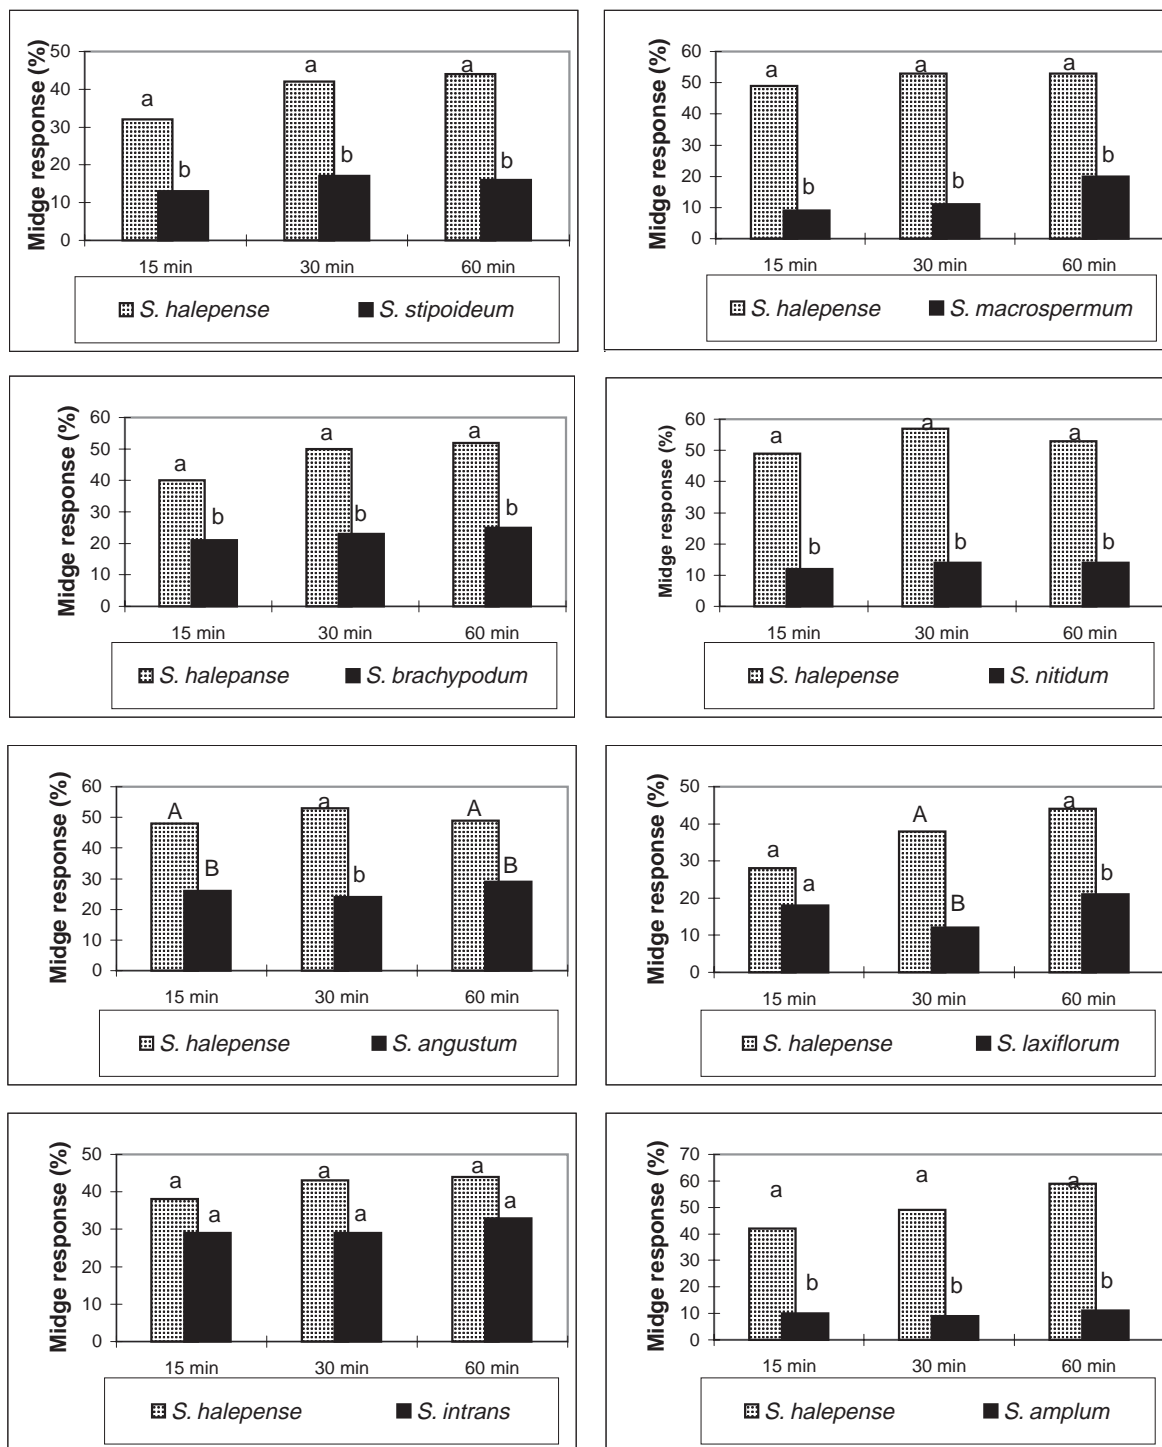 Midge response (%)
50
40
30
20
10
0
a
b
a
b
a
b
15 min 30 min 60 min
S. halepense S. stipoideum
Midge response (%)
60
50
40
30
20
10
0
a
b
a
b
a
b
15 min 30 min 60 min
S. halepense S. macrospermum
Midge response (%)
60
50
40
30
20
10
0
a
b
a
b
a
b
15 min 30 min 60 min
S. halepanse S. brachypodum
Midge response (%)
60
50
40
30
20
10
0
a
b
a
b
a
b
15 min 30 min 60 min
S. halepense S. nitidum
Midge response (%)
60
50
40
30
20
10
0
A
B
a
b
A
B
15 min 30 min 60 min
S. halepense S. angustum
Midge response (%)
50
40
30
20
10
0
a
a
A
B
a
b
15 min 30 min 60 min
S. halepense S. laxiflorum
Midge response (%)
50
40
30
20
10
0
a
a
a
a
a
a
15 min 30 min 60 min
S. halepense S. intrans
Midge response (%)
70
60
50
40
30
20
10
0
a
b
a
b
a
b
15 min 30 min 60 min
S. halepense S. amplum